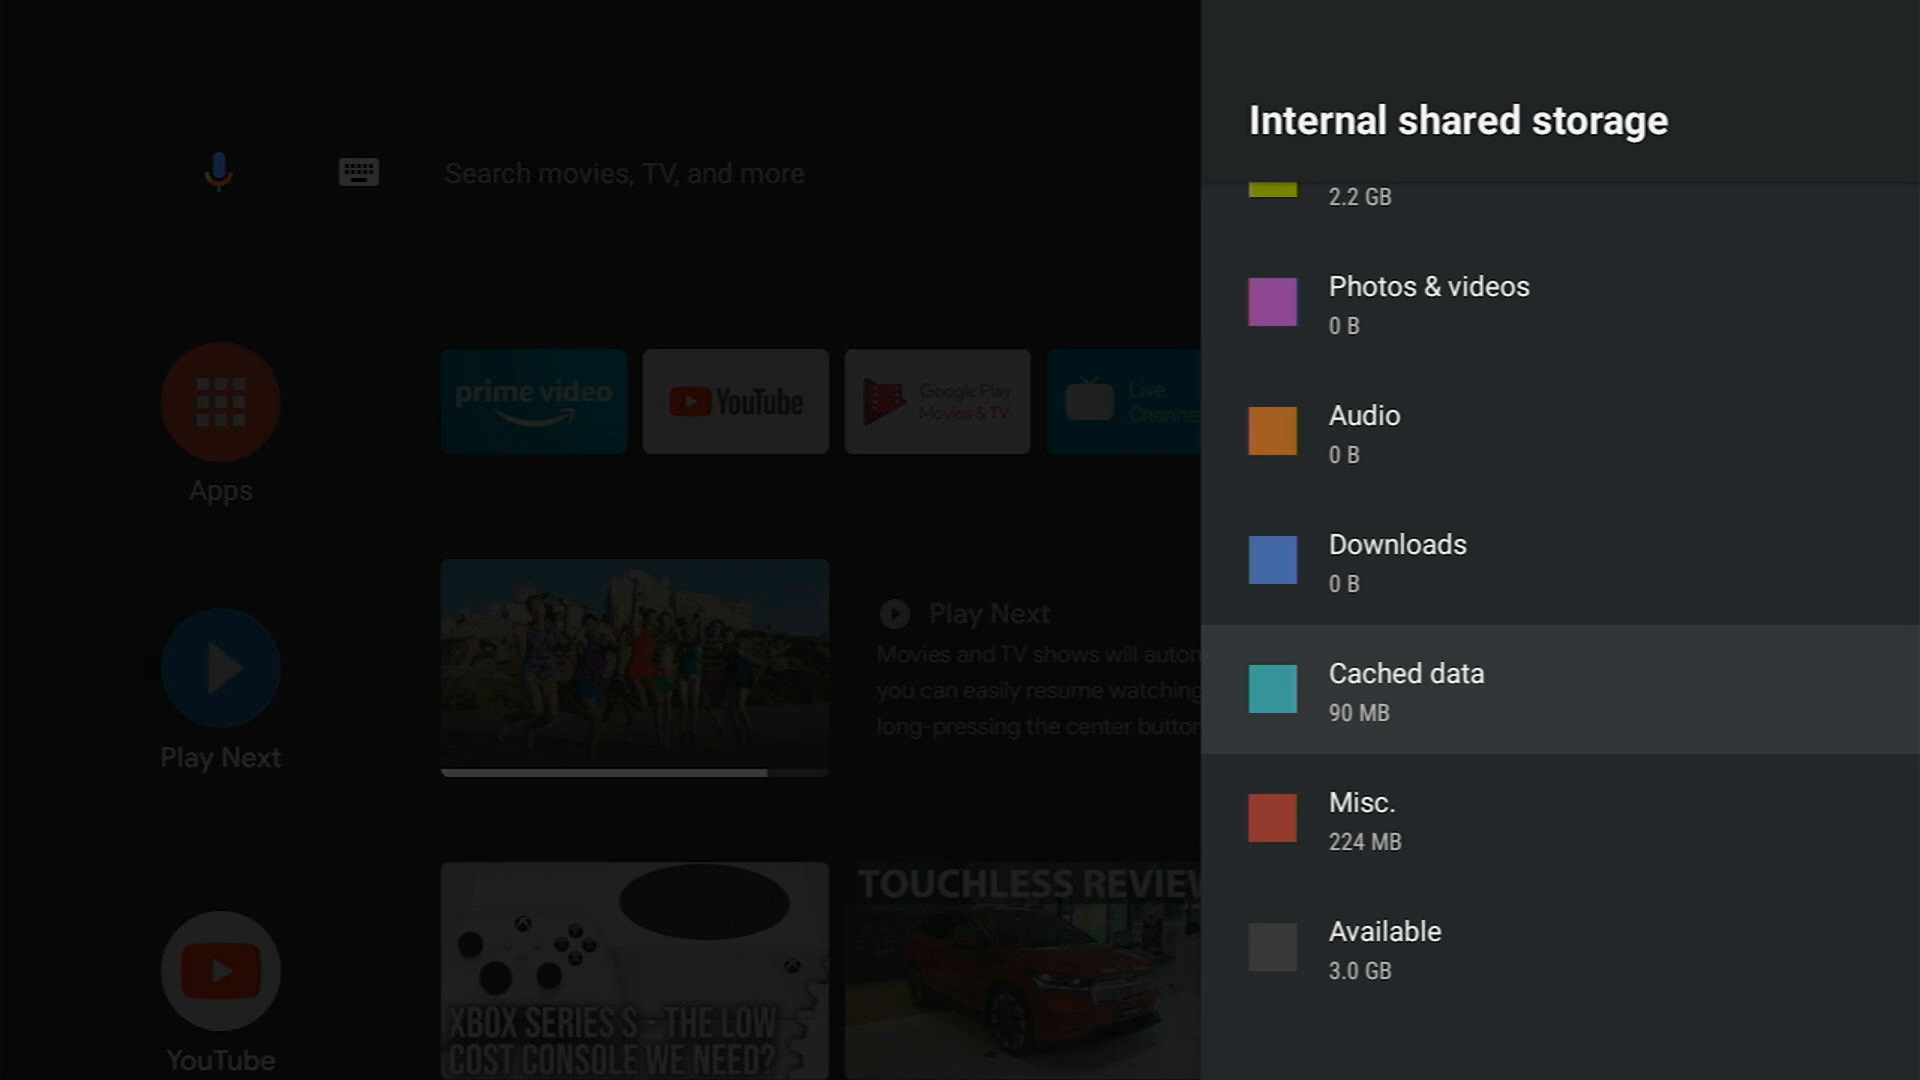 Search movies, TV, and more
Apps
prime video
YouTube
Google Play
Movies & TV
Live
Channe
Play Next
Play Next
Movies and TV shows will auton
you can easily resume watching
long-pressing the center button
YouTube
XBOX SERIES S - THE LOW
COST CONSOLE WE NEED?
TOUCHLESS REVIEW
Internal shared storage
2.2 GB
Photos & videos
0 B
Audio
0 B
Downloads
0 B
Cached data
90 MB
Misc.
224 MB
Available
3.0 GB